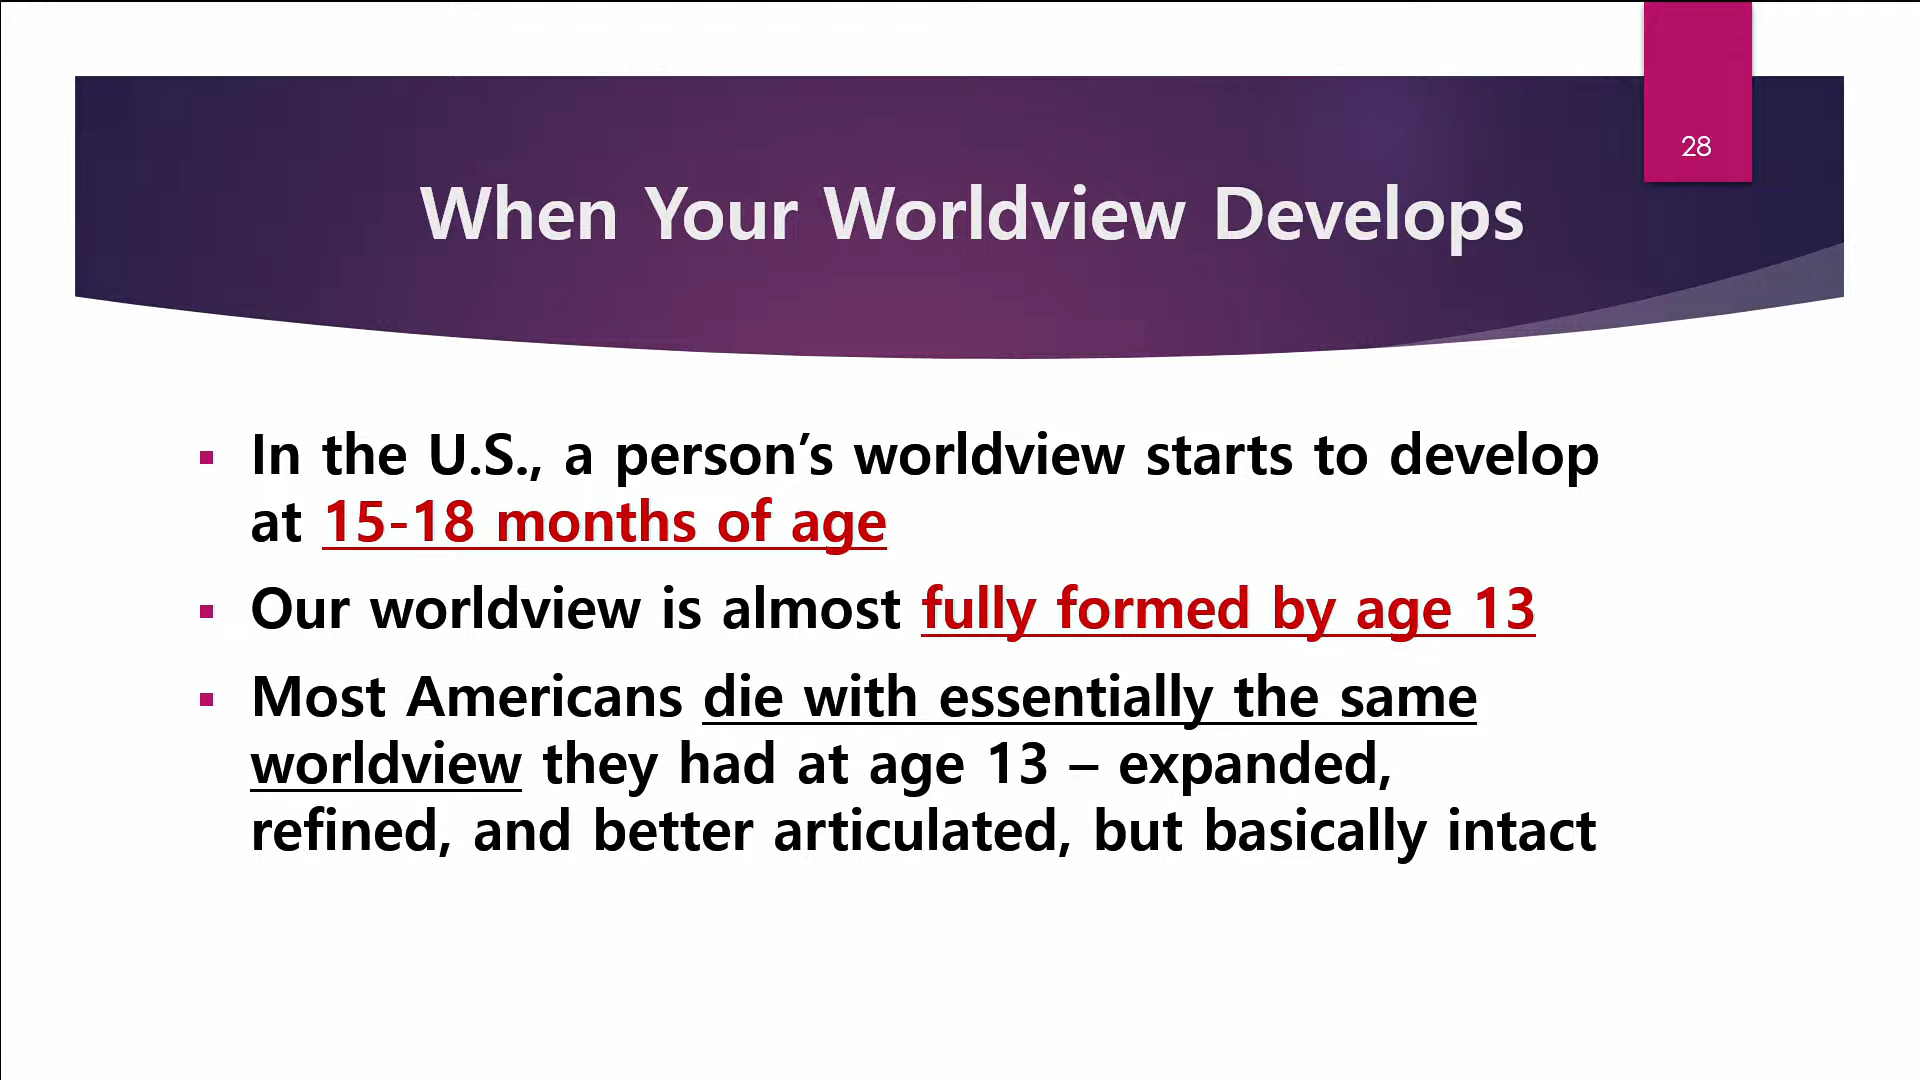 28
When Your Worldview Develops
▪ In the U.S., a person’s worldview starts to develop
at 15-18 months of age
▪ Our worldview is almost fully formed by age 13
▪ Most Americans die with essentially the same
worldview they had at age 13 – expanded,
refined, and better articulated, but basically intact